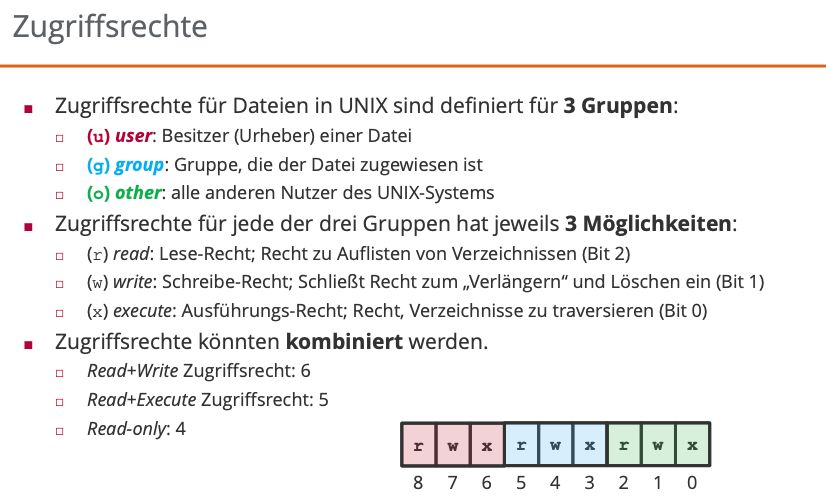 Zugriffsrechte
Zugriffsrechte für Dateien in UNIX sind definiert für 3 Gruppen:
(u) user: Besitzer (Urheber) einer Datei
(g) group: Gruppe, die der Datei zugewiesen ist
(o) other: alle anderen Nutzer des UNIX-Systems
Zugriffsrechte für jede der drei Gruppen hat jeweils 3 Möglichkeiten:
(r) read: Lese-Recht; Recht zu Auflisten von Verzeichnissen (Bit 2)
(w) write: Schreibe-Recht; Schließt Recht zum „Verlängern“ und Löschen ein (Bit 1)
(x) execute: Ausführungs-Recht; Recht, Verzeichnisse zu traversieren (Bit 0)
Zugriffsrechte könnten kombiniert werden.
Read+Write Zugriffsrecht: 6
Read+Execute Zugriffsrecht: 5
Read-only: 4
r w x r w x r w x
8 7 6 5 4 3 2 1 0